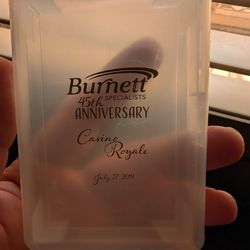 Burnett
SPECIALISTS
45th
ANNIVERSARY
Casino
Royale
July 27, 2019